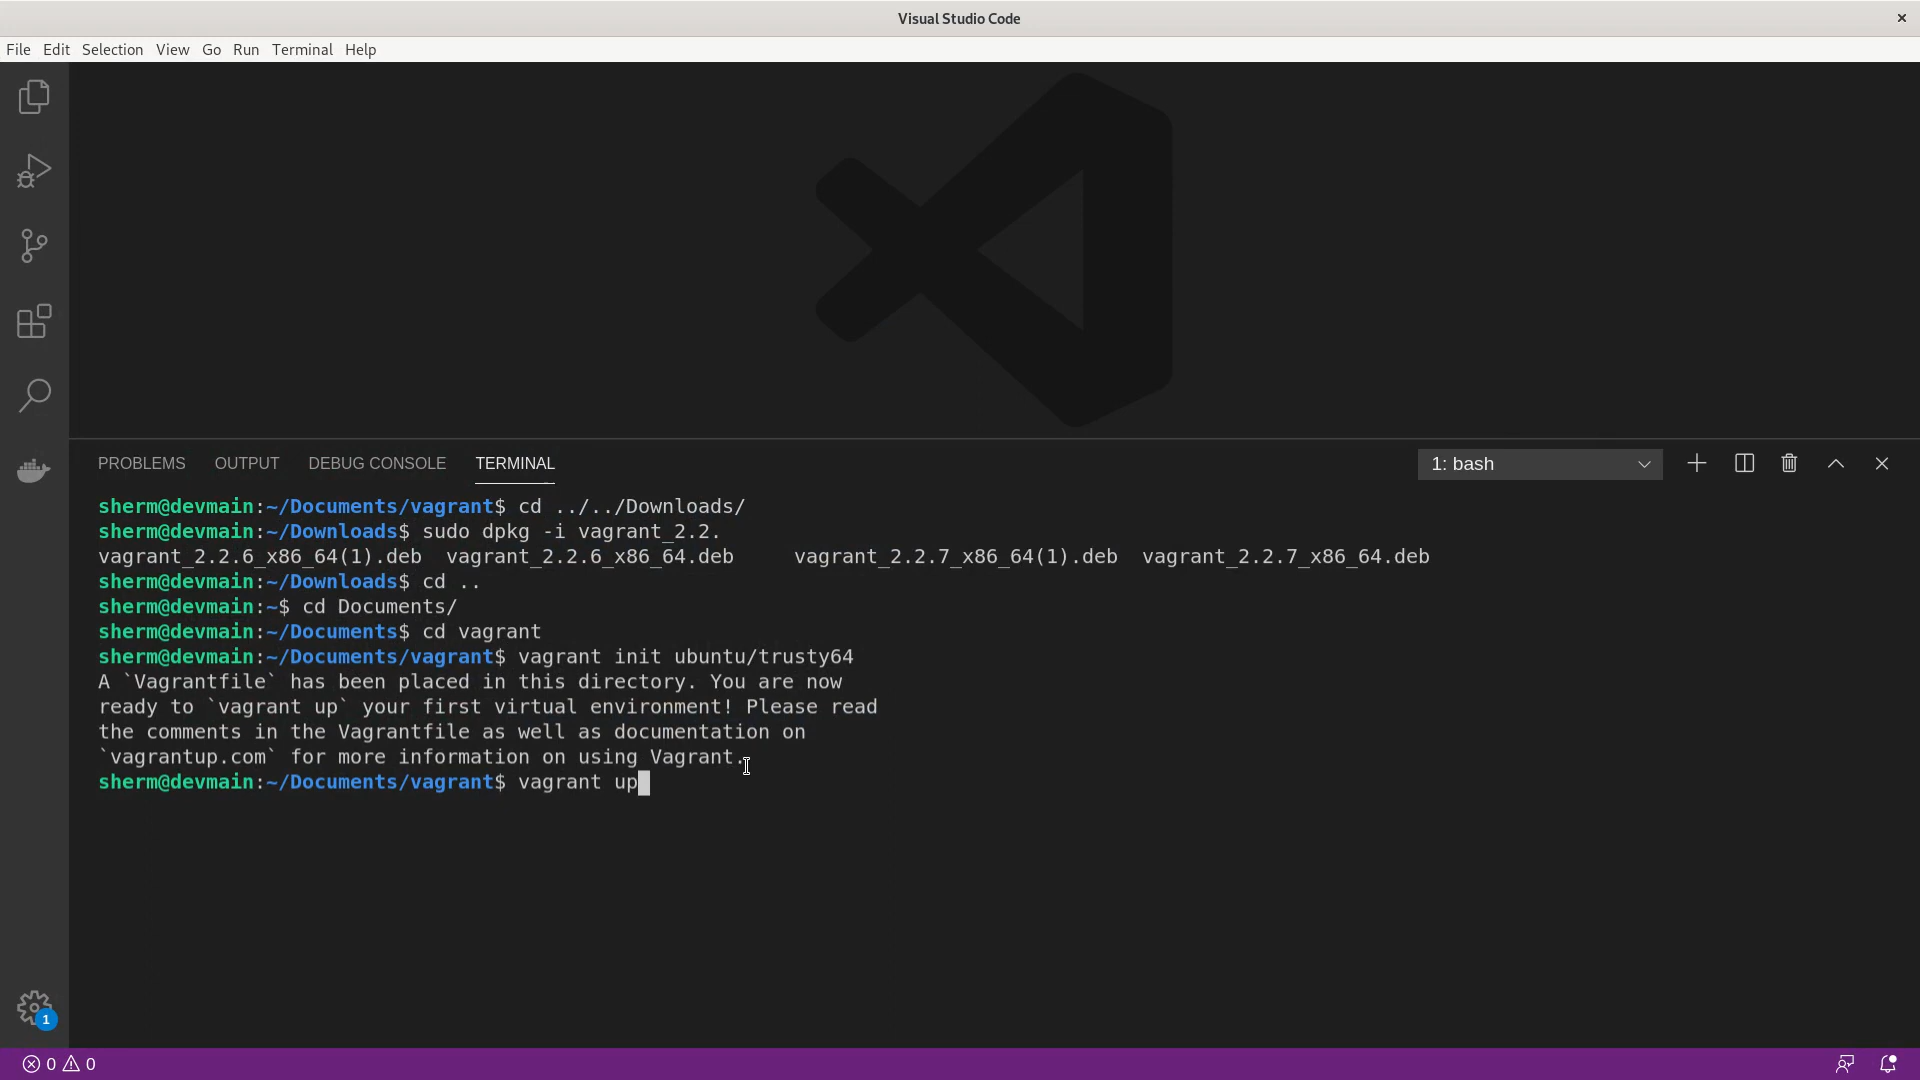 Visual Studio Code
File Edit Selection View Go Run Terminal Help
PROBLEMS OUTPUT DEBUG CONSOLE TERMINAL 1: bash
sherm@devmain:~/Documents/vagrant$ cd ../../Downloads/
sherm@devmain:~/Downloads$ sudo dpkg -i vagrant_2.2.
vagrant_2.2.6_x86_64(1).deb vagrant_2.2.6_x86_64.deb vagrant_2.2.7_x86_64(1).deb vagrant_2.2.7_x86_64.deb
sherm@devmain:~/Downloads$ cd ..
sherm@devmain:~$ cd Documents/
sherm@devmain:~/Documents$ cd vagrant
sherm@devmain:~/Documents/vagrant$ vagrant init ubuntu/trusty64
A `Vagrantfile` has been placed in this directory. You are now
ready to `vagrant up` your first virtual environment! Please read
the comments in the Vagrantfile as well as documentation on
`vagrantup.com` for more information on using Vagrant.
sherm@devmain:~/Documents/vagrant$ vagrant up
1
0 0